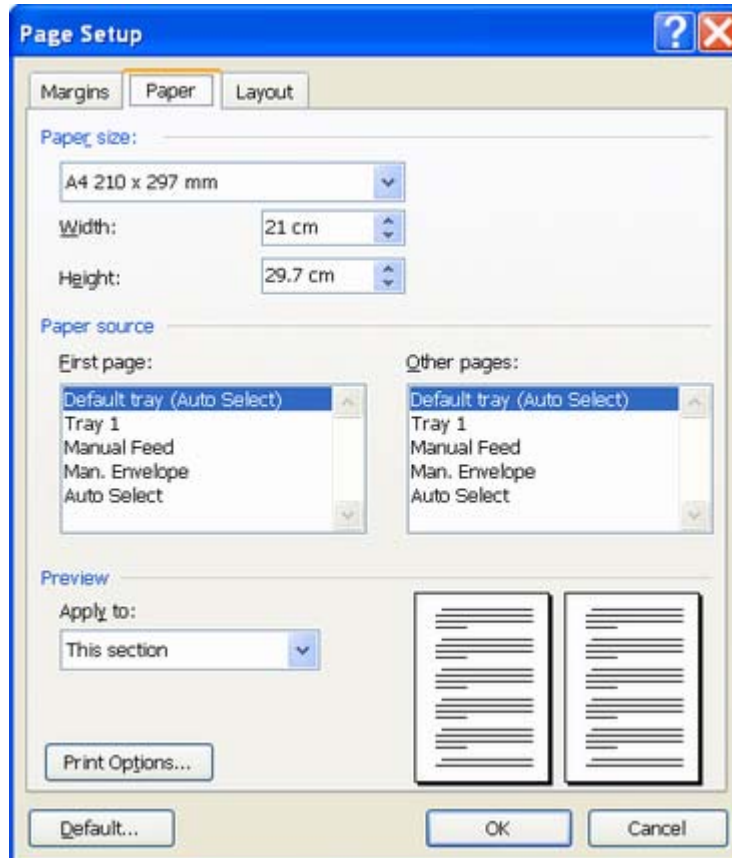 Page Setup
Margins Paper Layout
Paper size:
A4 210 x 297 mm
Width: 21 cm
Height: 29.7 cm
Paper source
First page: Other pages:
Default tray (Auto Select) Default tray (Auto Select)
Tray 1 Tray 1
Manual Feed Manual Feed
Man. Envelope Man. Envelope
Auto Select Auto Select
Preview
Apply to:
This section
Print Options...
Default... OK Cancel